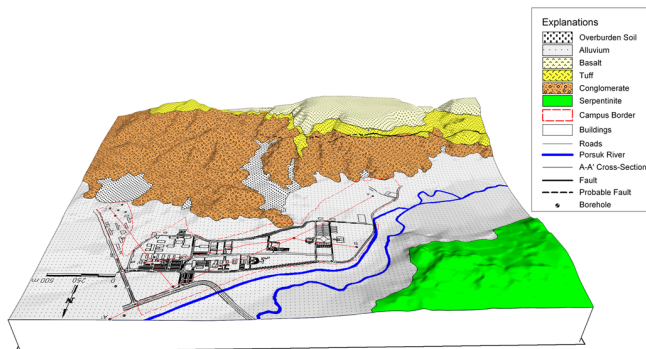 Explanations
Overburden Soil
Alluvium
Basalt
Tuff
Conglomerate
Serpentinite
Campus Border
Buildings
Roads
Porsuk River
A-A' Cross-Section
Fault
Probable Fault
Borehole
500 m
250
0
N
A'